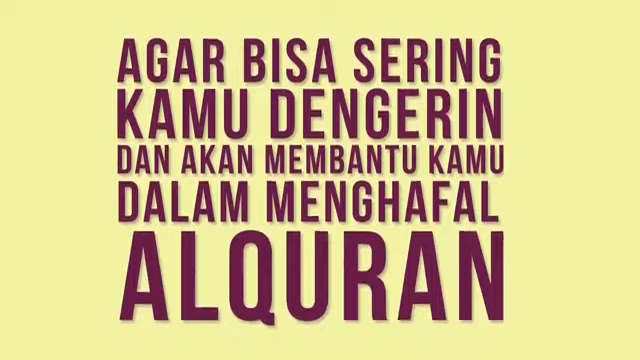 AGAR BISA SERING
KAMU DENGERIN
DAN AKAN MEMBANTU KAMU
DALAM MENGHAFAL
ALQURAN